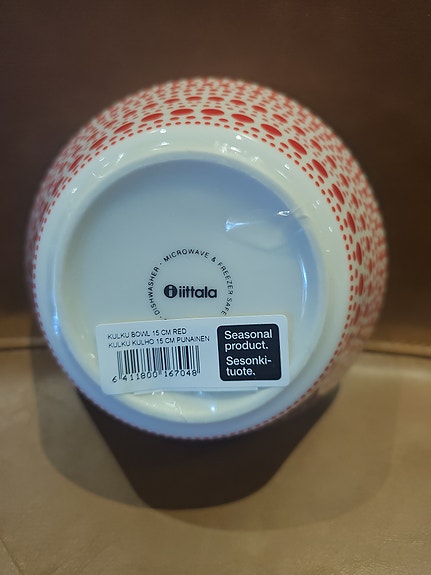 DISHWASHER · MICROWAVE & FREEZER SAFE
iittala
KULKU BOWL 15 CM RED
KULKU KULHO 15 CM PUNAINEN
6 411800 167048
Seasonal
product.
Sesonki-
tuote.